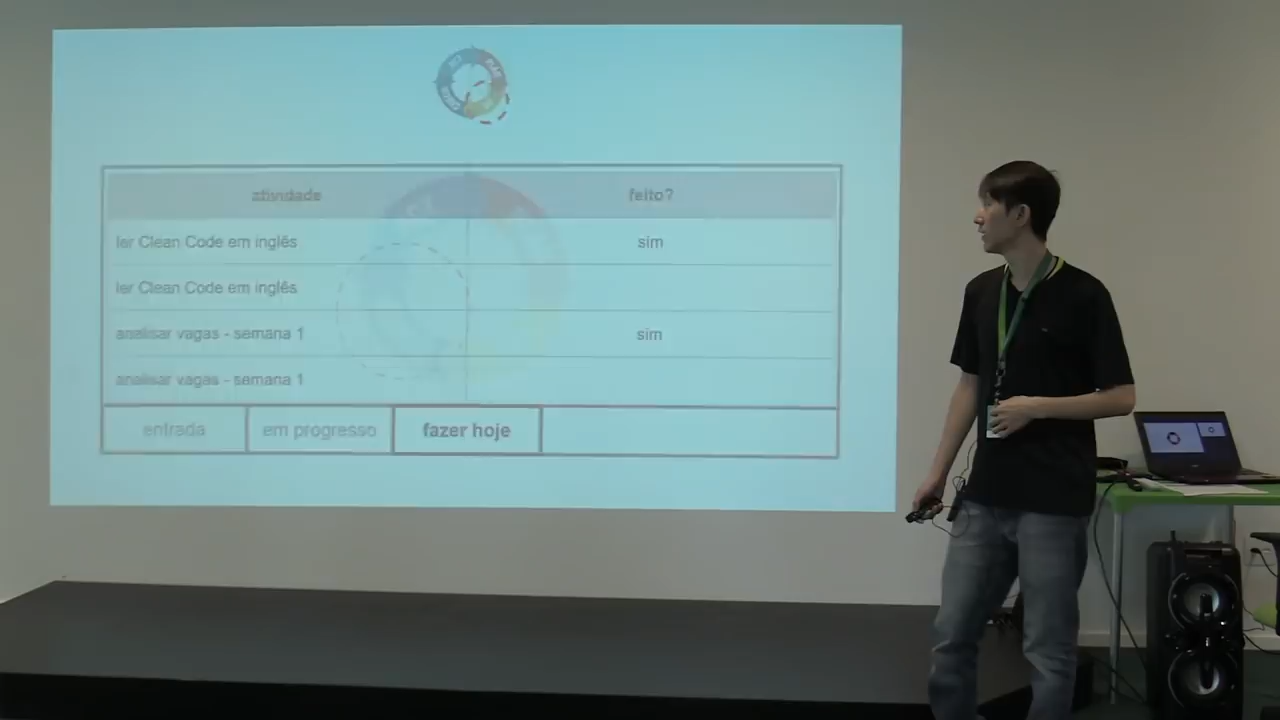 atividade feito?
ler Clean Code em inglês sim
ler Clean Code em inglês
analisar vagas - semana 1 sim
analisar vagas - semana 1
entrada em progresso fazer hoje